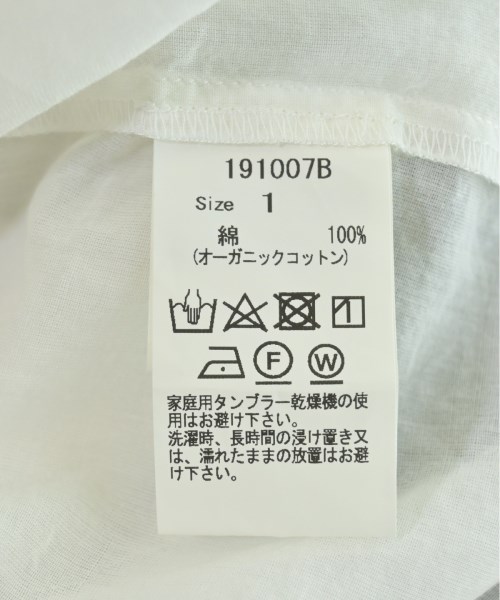 191007B
Size 1
綿 100%
(オーガニックコットン)
F W
家庭用タンブラー乾燥機の使
用はお避け下さい。
洗濯時、長時間の浸け置き又
は、濡れたままの放置はお避
け下さい。